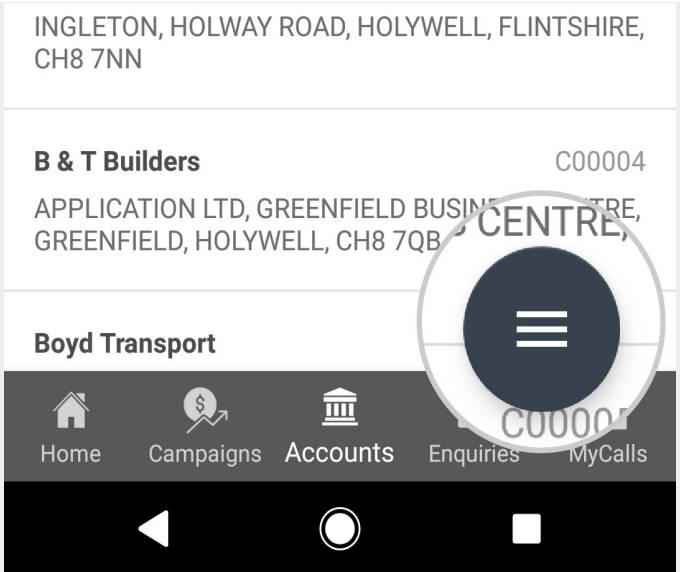 INGLETON, HOLWAY ROAD, HOLYWELL, FLINTSHIRE,
CH8 7NN
B & T Builders C00004
APPLICATION LTD, GREENFIELD
GREENFIELD, HOLYWELL, CH8 7QB
CENTRE,
Boyd Transport
Home Campaigns Accounts Enquiries MyCalls